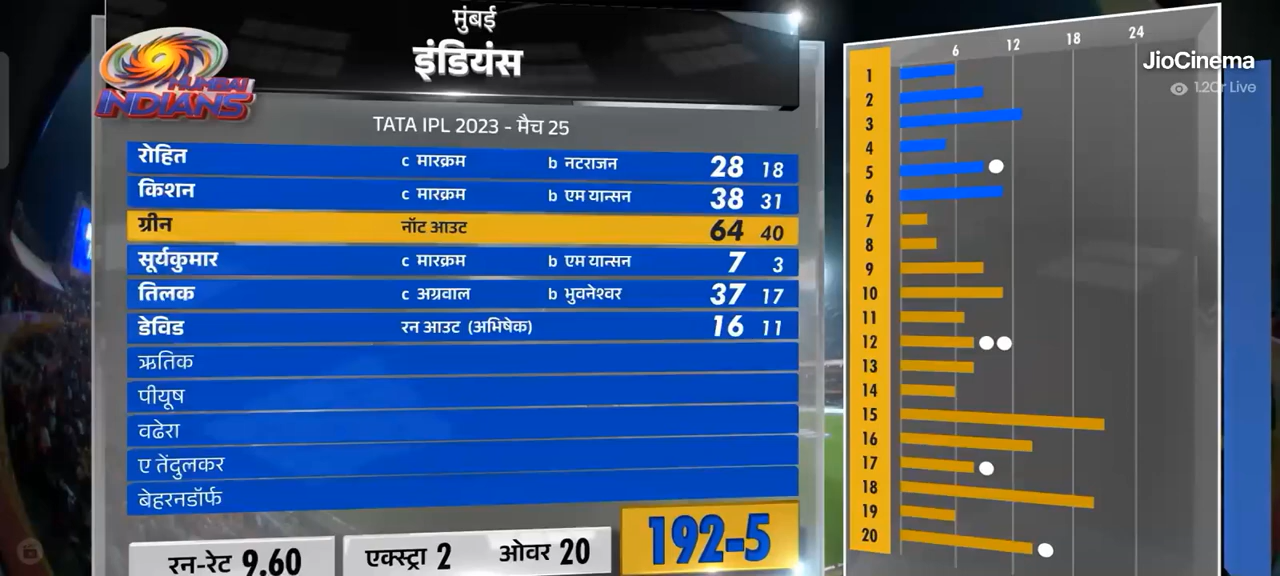 मुंबई
इंडियंस
MUMBAI
INDIANS
TATA IPL 2023 - मैच 25
रोहित c मारक्रम b नटराजन 28 18
किशन c मारक्रम b एम यान्सन 38 31
ग्रीन नॉट आउट 64 40
सूर्यकुमार c मारक्रम b एम यान्सन 7 3
तिलक c अग्रवाल b भुवनेश्वर 37 17
डेविड रन आउट (अभिषेक) 16 11
ऋतिक
पीयूष
वढेरा
ए तेंदुलकर
बेहरनडॉर्फ
रन-रेट 9.60 एक्स्ट्रा 2 ओवर 20 192-5
6 12 18 24
JioCinema
1.2Cr Live
1
2
3
4
5
6
7
8
9
10
11
12
13
14
15
16
17
18
19
20